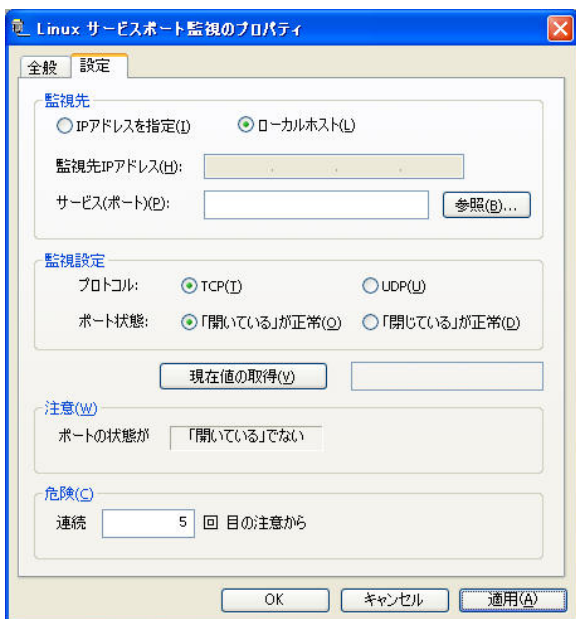 Linux サービスポート監視のプロパティ
全般 設定
監視先
IPアドレスを指定(I) ローカルホスト(L)
監視先IPアドレス(H): . . .
サービス(ポート)(P): 参照(B)...
監視設定
プロトコル: TCP(T) UDP(U)
ポート状態: 「開いている」が正常(O) 「閉じている」が正常(D)
現在値の取得(V)
注意(W)
ポートの状態が 「開いている」でない
危険(C)
連続 5 回 目の注意から
OK キャンセル 適用(A)